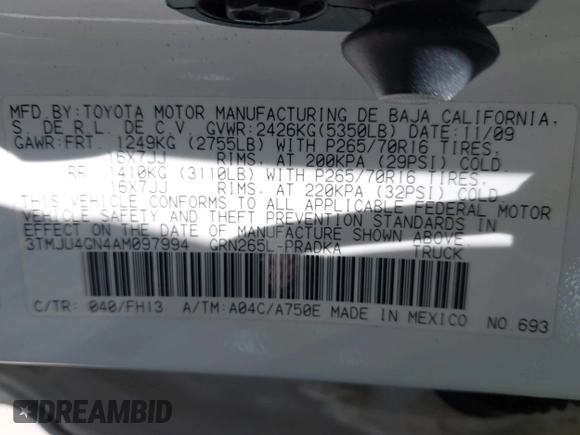 MFD.BY:TOYOTA MOTOR MANUFACTURING DE BAJA CALIFORNIA.
S. DE R.L. DE C.V. GVWR:2426KG(5350LB) DATE:11/09
GAWR:FRT. 1249KG (2755LB) WITH P265/70R16 TIRES.
16X7JJ RIMS. AT 200KPA (29PSI) COLD.
RR 1410KG (3110LB) WITH P265/70R16 TIRES.
16X7JJ RIMS. AT 220KPA (32PSI) COLD.
THIS VEHICLE CONFORMS TO ALL APPLICABLE FEDERAL MOTOR
VEHICLE SAFETY AND THEFT PREVENTION STANDARDS IN
EFFECT ON THE DATE OF MANUFACTURE SHOWN ABOVE.
3TMJU4GN4AM097994 GRN265L-PRADKA TRUCK
C/TR: 040/FH13 A/TM:A04C/A750E MADE IN MEXICO NO.693
DREAMBID